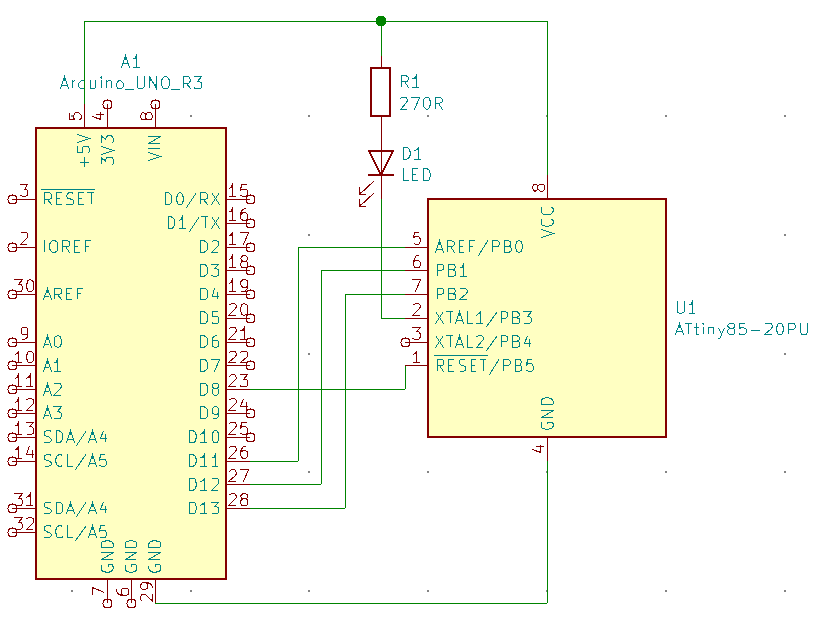 A1
Arduino_UNO_R3
5
4
8
+5V
3V3
VIN
R1
270R
D1
LED
3
RESET
D0/RX
15
D1/TX
16
2
IOREF
D2
17
D3
18
30
AREF
D4
19
D5
20
9
A0
D6
21
10
A1
D7
22
11
A2
D8
23
12
A3
D9
24
13
SDA/A4
D10
25
14
SCL/A5
D11
26
D12
27
31
SDA/A4
D13
28
32
SCL/A5
GND
GND
GND
7
6
29
8
VCC
5
AREF/PB0
6
PB1
7
PB2
2
XTAL1/PB3
3
XTAL2/PB4
1
RESET/PB5
GND
4
U1
ATtiny85-20PU